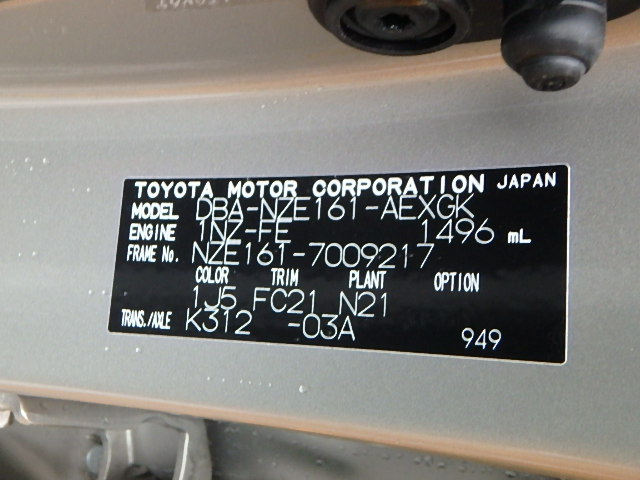 TOYOTA MOTOR CORPORATION JAPAN
MODEL DBA-NZE161-AEXGK
ENGINE 1NZ-FE 1496 mL
FRAME No. NZE161-7009217
COLOR TRIM PLANT OPTION
1J5 FC21 N21
TRANS./AXLE K312 -03A
949